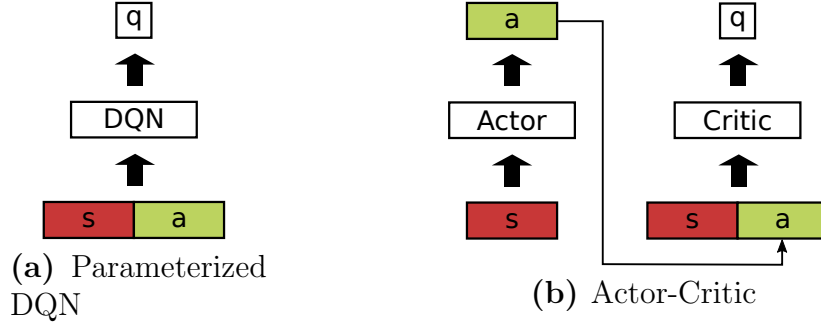 q
DQN
s a
(a) Parameterized
DQN
a
Actor
s
q
Critic
s a
(b) Actor-Critic